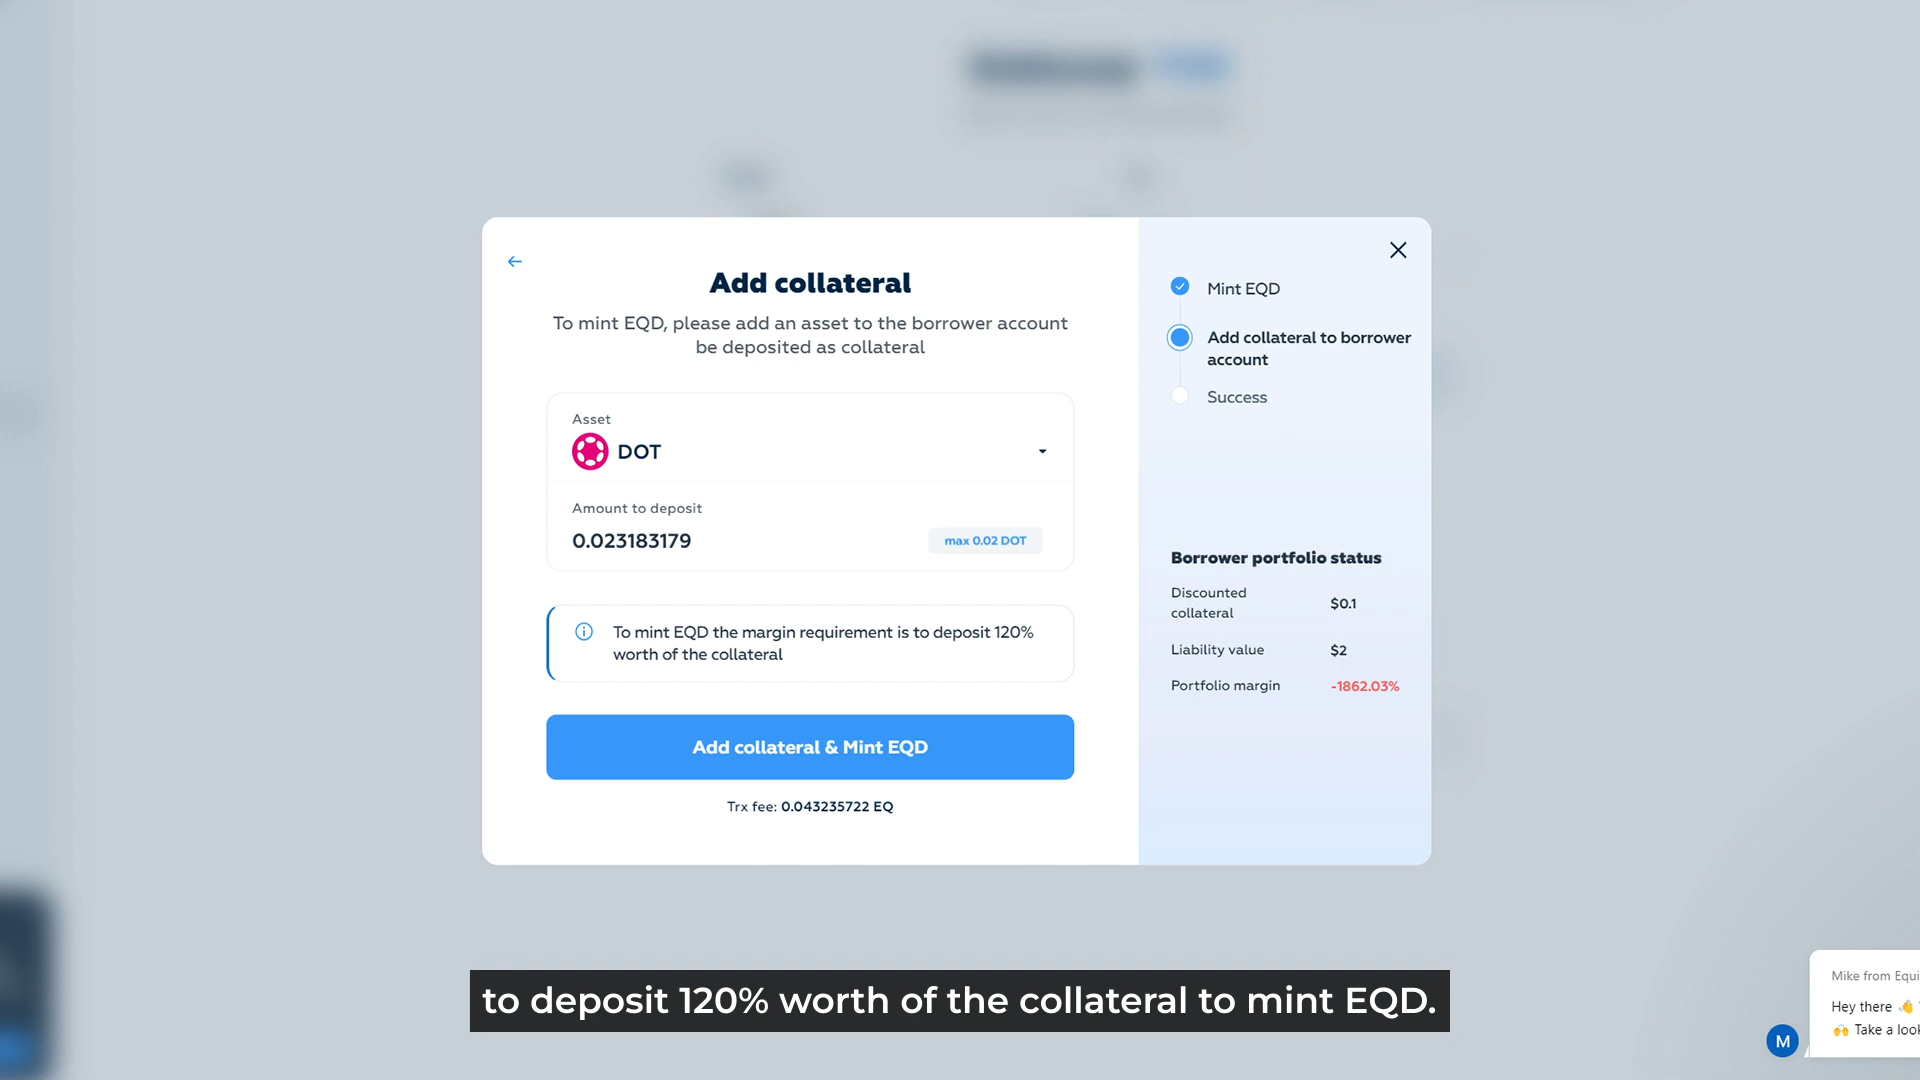 Add collateral
To mint EQD, please add an asset to the borrower account
be deposited as collateral
Asset
DOT
Amount to deposit
0.023183179
max 0.02 DOT
To mint EQD the margin requirement is to deposit 120%
worth of the collateral
Add collateral & Mint EQD
Trx fee: 0.043235722 EQ
Mint EQD
Add collateral to borrower
account
Success
Borrower portfolio status
Discounted
collateral
$0.1
Liability value
$2
Portfolio margin
-1862.03%
to deposit 120% worth of the collateral to mint EQD.
Mike from Equi
Hey there 👋
🙌 Take a look
M